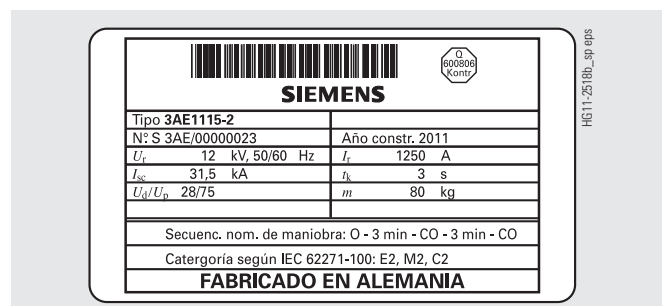 Q
600806
Kontr
SIEMENS
Tipo 3AE1115-2
Nº S 3AE/00000023 Año constr. 2011
Ur 12 kV, 50/60 Hz Ir 1250 A
Isc 31,5 kA tk 3 s
Ud/Up 28/75 m 80 kg
Secuenc. nom. de maniobra: O - 3 min - CO - 3 min - CO
Catergoría según IEC 62271-100: E2, M2, C2
FABRICADO EN ALEMANIA
HG11-2518b_sp eps